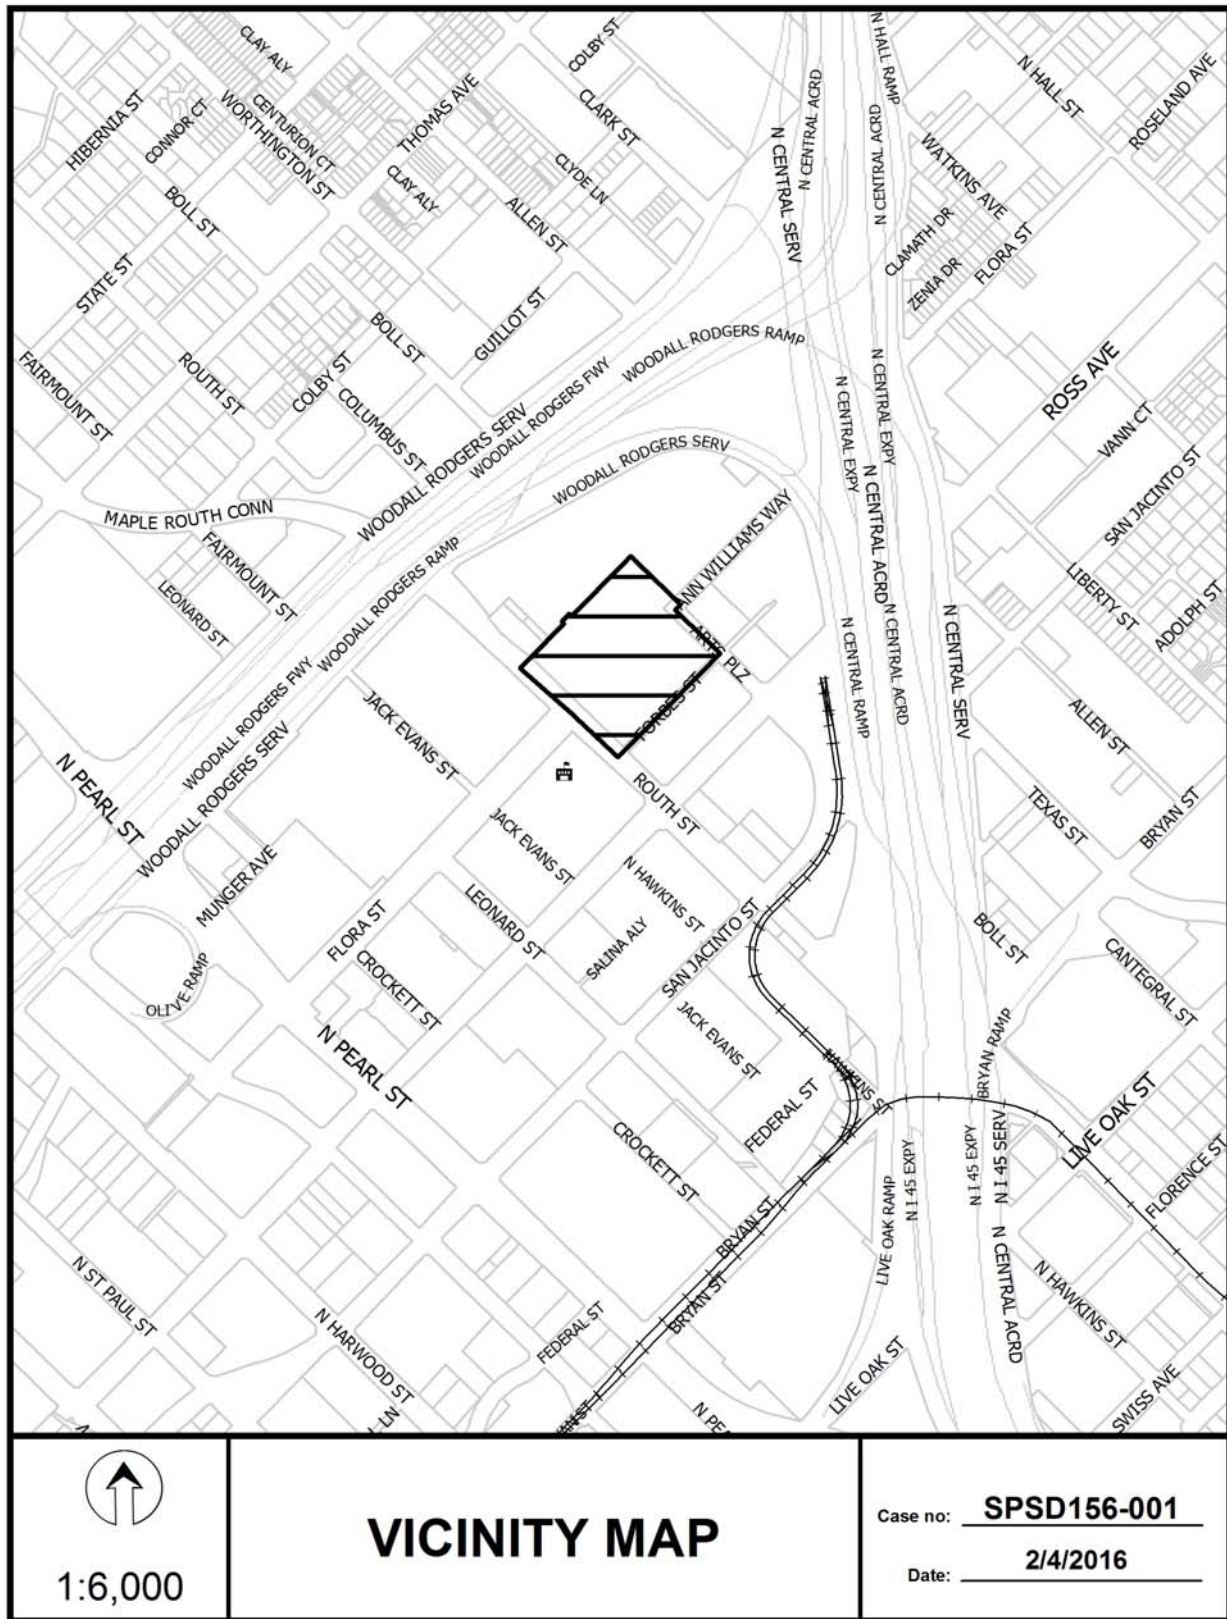 CLAY ALY
COLBY ST
N HALL RAMP
N HALL ST
ROSELAND AVE
HIBERNIA ST
CONNOR CT
CENTURION CT
WORTHINGTON ST
THOMAS AVE
CLARK ST
N CENTRAL ACRD
N CENTRAL SERV
N CENTRAL ACRD
WATKINS AVE
CLAY ALY
CLYDE LN
BOLL ST
ALLEN ST
CLAMATH DR
ZENIA DR
FLORA ST
STATE ST
GUILLOT ST
BOLL ST
FAIRMOUNT ST
ROUTH ST
COLBY ST
COLUMBUS ST
WOODALL RODGERS RAMP
WOODALL RODGERS FWY
WOODALL RODGERS SERV
N CENTRAL EXPY
N CENTRAL EXPY
ROSS AVE
VANN CT
SAN JACINTO ST
WOODALL RODGERS SERV
MAPLE ROUTH CONN
N CENTRAL ACRD
ANN WILLIAMS WAY
FAIRMOUNT ST
LEONARD ST
WOODALL RODGERS RAMP
LIBERTY ST
ADOLPH ST
N CENTRAL SERV
N CENTRAL ACRD
N CENTRAL RAMP
ARTS PLZ
FORBES ST
WOODALL RODGERS FWY
WOODALL RODGERS SERV
JACK EVANS ST
ALLEN ST
N PEARL ST
ROUTH ST
TEXAS ST
BRYAN ST
JACK EVANS ST
MUNGER AVE
N HAWKINS ST
LEONARD ST
FLORA ST
SALINA ALY
SAN JACINTO ST
BOLL ST
CANTEGRAL ST
CROCKETT ST
OLIVE RAMP
JACK EVANS ST
N PEARL ST
HAWKINS ST
BRYAN RAMP
FEDERAL ST
LIVE OAK ST
CROCKETT ST
N I 45 EXPY
N I 45 EXPY
N I 45 SERV
FLORENCE ST
LIVE OAK RAMP
BRYAN ST
BRYAN ST
N CENTRAL ACRD
N HAWKINS ST
N ST PAUL ST
N HARWOOD ST
FEDERAL ST
LIVE OAK ST
SWISS AVE
LN
N PEA
AN ST
1:6,000
VICINITY MAP
Case no: SPSD156-001
Date: 2/4/2016